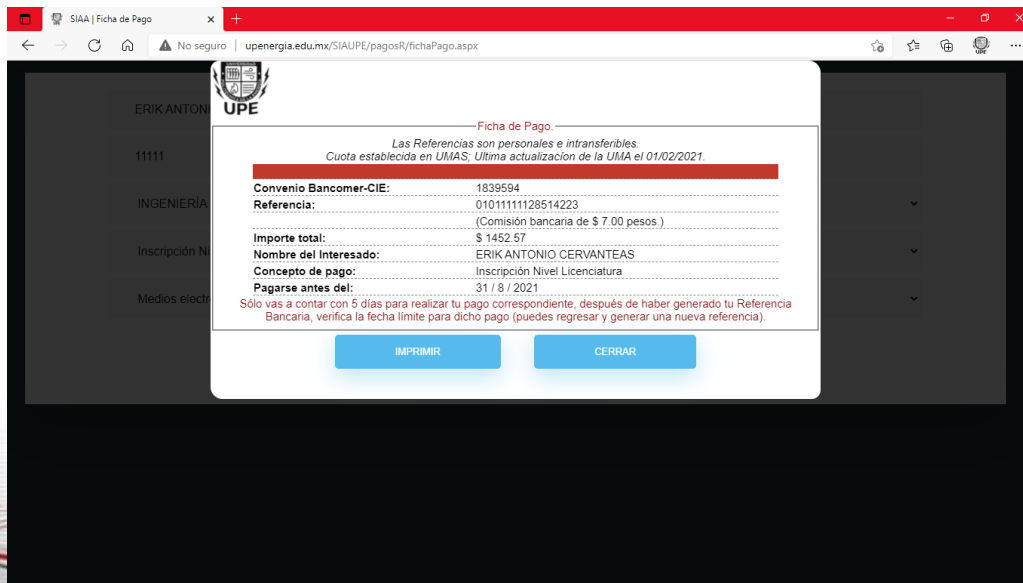 SIAA | Ficha de Pago
No seguro | upenergia.edu.mx/SIAUPE/pagosR/fichaPago.aspx
UPE
Ficha de Pago.
Las Referencias son personales e intransferibles.
Cuota establecida en UMAS; Ultima actualizacíon de la UMA el 01/02/2021.
Convenio Bancomer-CIE: 1839594
Referencia: 01011111128514223
(Comisión bancaria de $ 7.00 pesos.)
Importe total: $ 1452.57
Nombre del Interesado: ERIK ANTONIO CERVANTEAS
Concepto de pago: Inscripción Nivel Licenciatura
Pagarse antes del: 31 / 8 / 2021
Sólo vas a contar con 5 días para realizar tu pago correspondiente, después de haber generado tu Referencia
Bancaria, verifica la fecha límite para dicho pago (puedes regresar y generar una nueva referencia).
IMPRIMIR CERRAR
ERIK ANTONI
11111
INGENIERÍA
Inscripción Ni
Medios electr